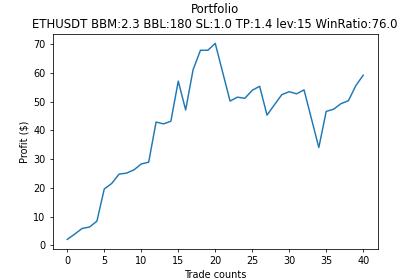 Portfolio
ETHUSDT BBM:2.3 BBL:180 SL:1.0 TP:1.4 lev:15 WinRatio:76.0
70
60
50
40
30
20
10
0
Profit ($)
0 5 10 15 20 25 30 35 40
Trade counts